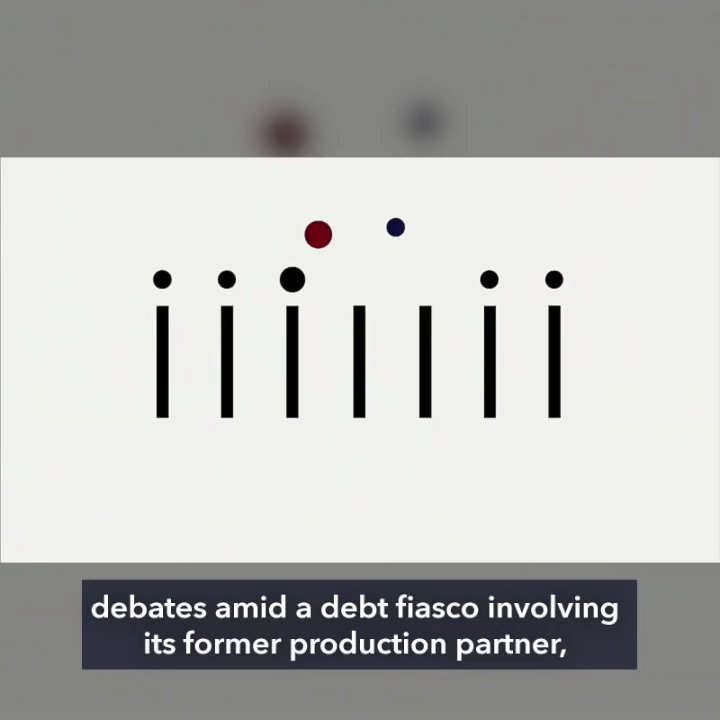 debates amid a debt fiasco involving
its former production partner,